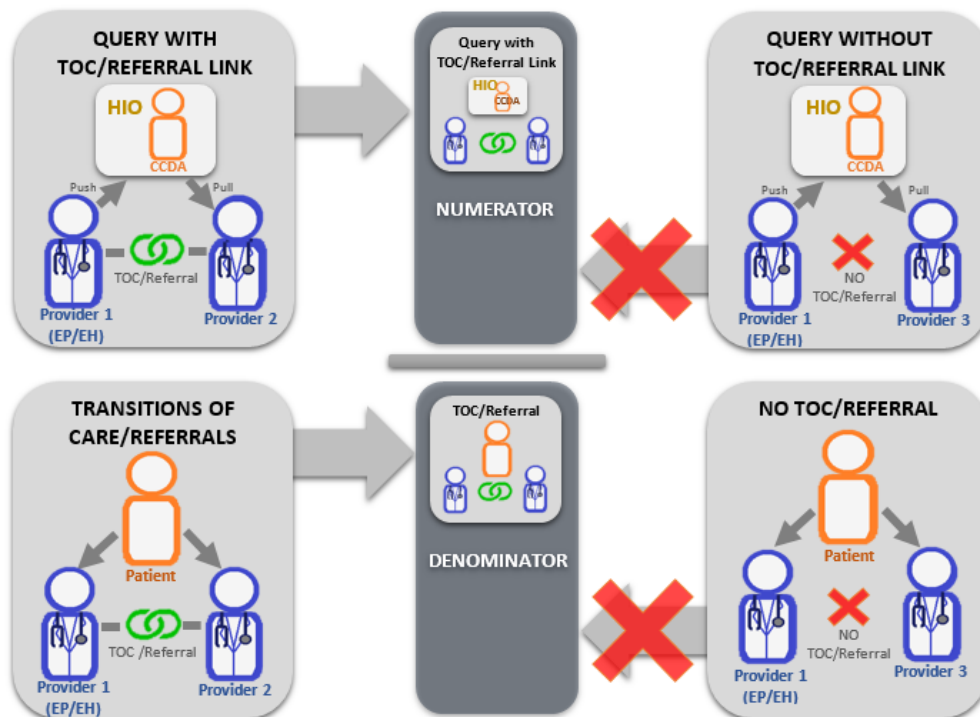 QUERY WITH
TOC/REFERRAL LINK
HIO
CCDA
Push
Pull
TOC/Referral
Provider 1
(EP/EH)
Provider 2
Query with
TOC/Referral Link
HIO
CCDA
NUMERATOR
QUERY WITHOUT
TOC/REFERRAL LINK
HIO
CCDA
Push
Pull
NO
TOC/Referral
Provider 1
(EP/EH)
Provider 3
TRANSITIONS OF
CARE/REFERRALS
Patient
TOC /Referral
Provider 1
(EP/EH)
Provider 2
TOC/Referral
DENOMINATOR
NO TOC/REFERRAL
Patient
NO
TOC/Referral
Provider 1
(EP/EH)
Provider 3